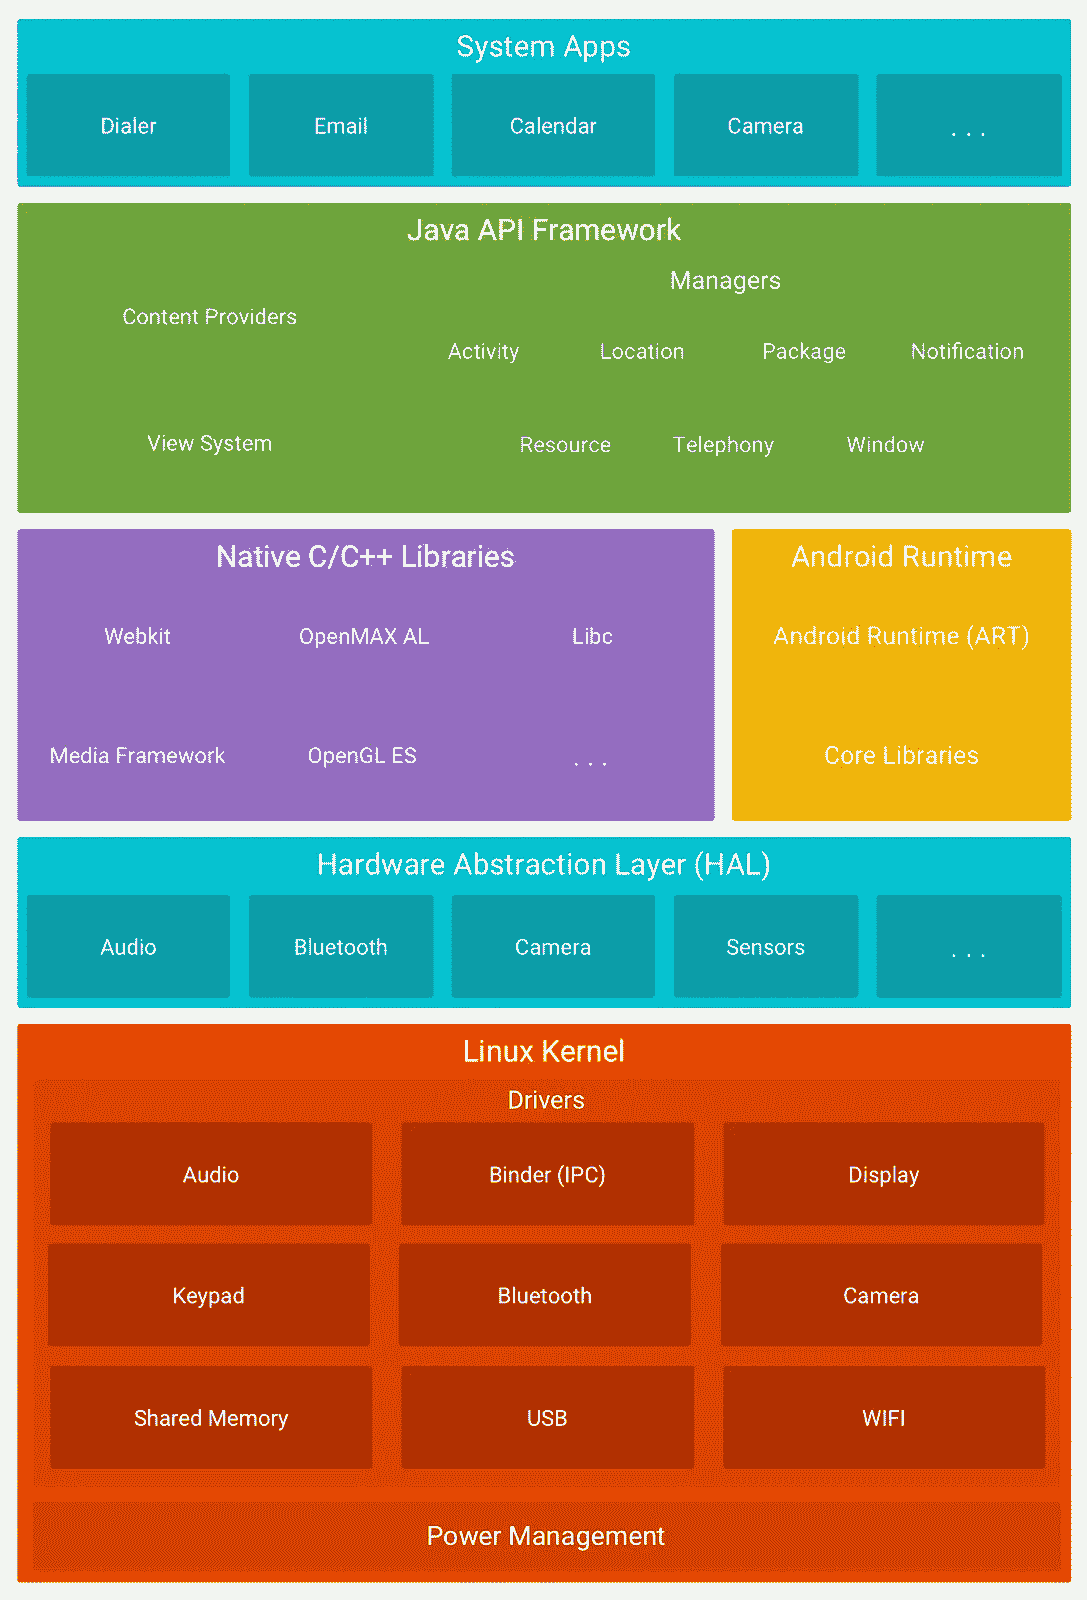 System Apps
Dialer Email Calendar Camera . . .
Java API Framework
Managers
Content Providers
Activity Location Package Notification
View System Resource Telephony Window
Native C/C++ Libraries Android Runtime
Webkit OpenMAX AL Libc Android Runtime (ART)
Media Framework OpenGL ES . . . Core Libraries
Hardware Abstraction Layer (HAL)
Audio Bluetooth Camera Sensors . . .
Linux Kernel
Drivers
Audio Binder (IPC) Display
Keypad Bluetooth Camera
Shared Memory USB WIFI
Power Management